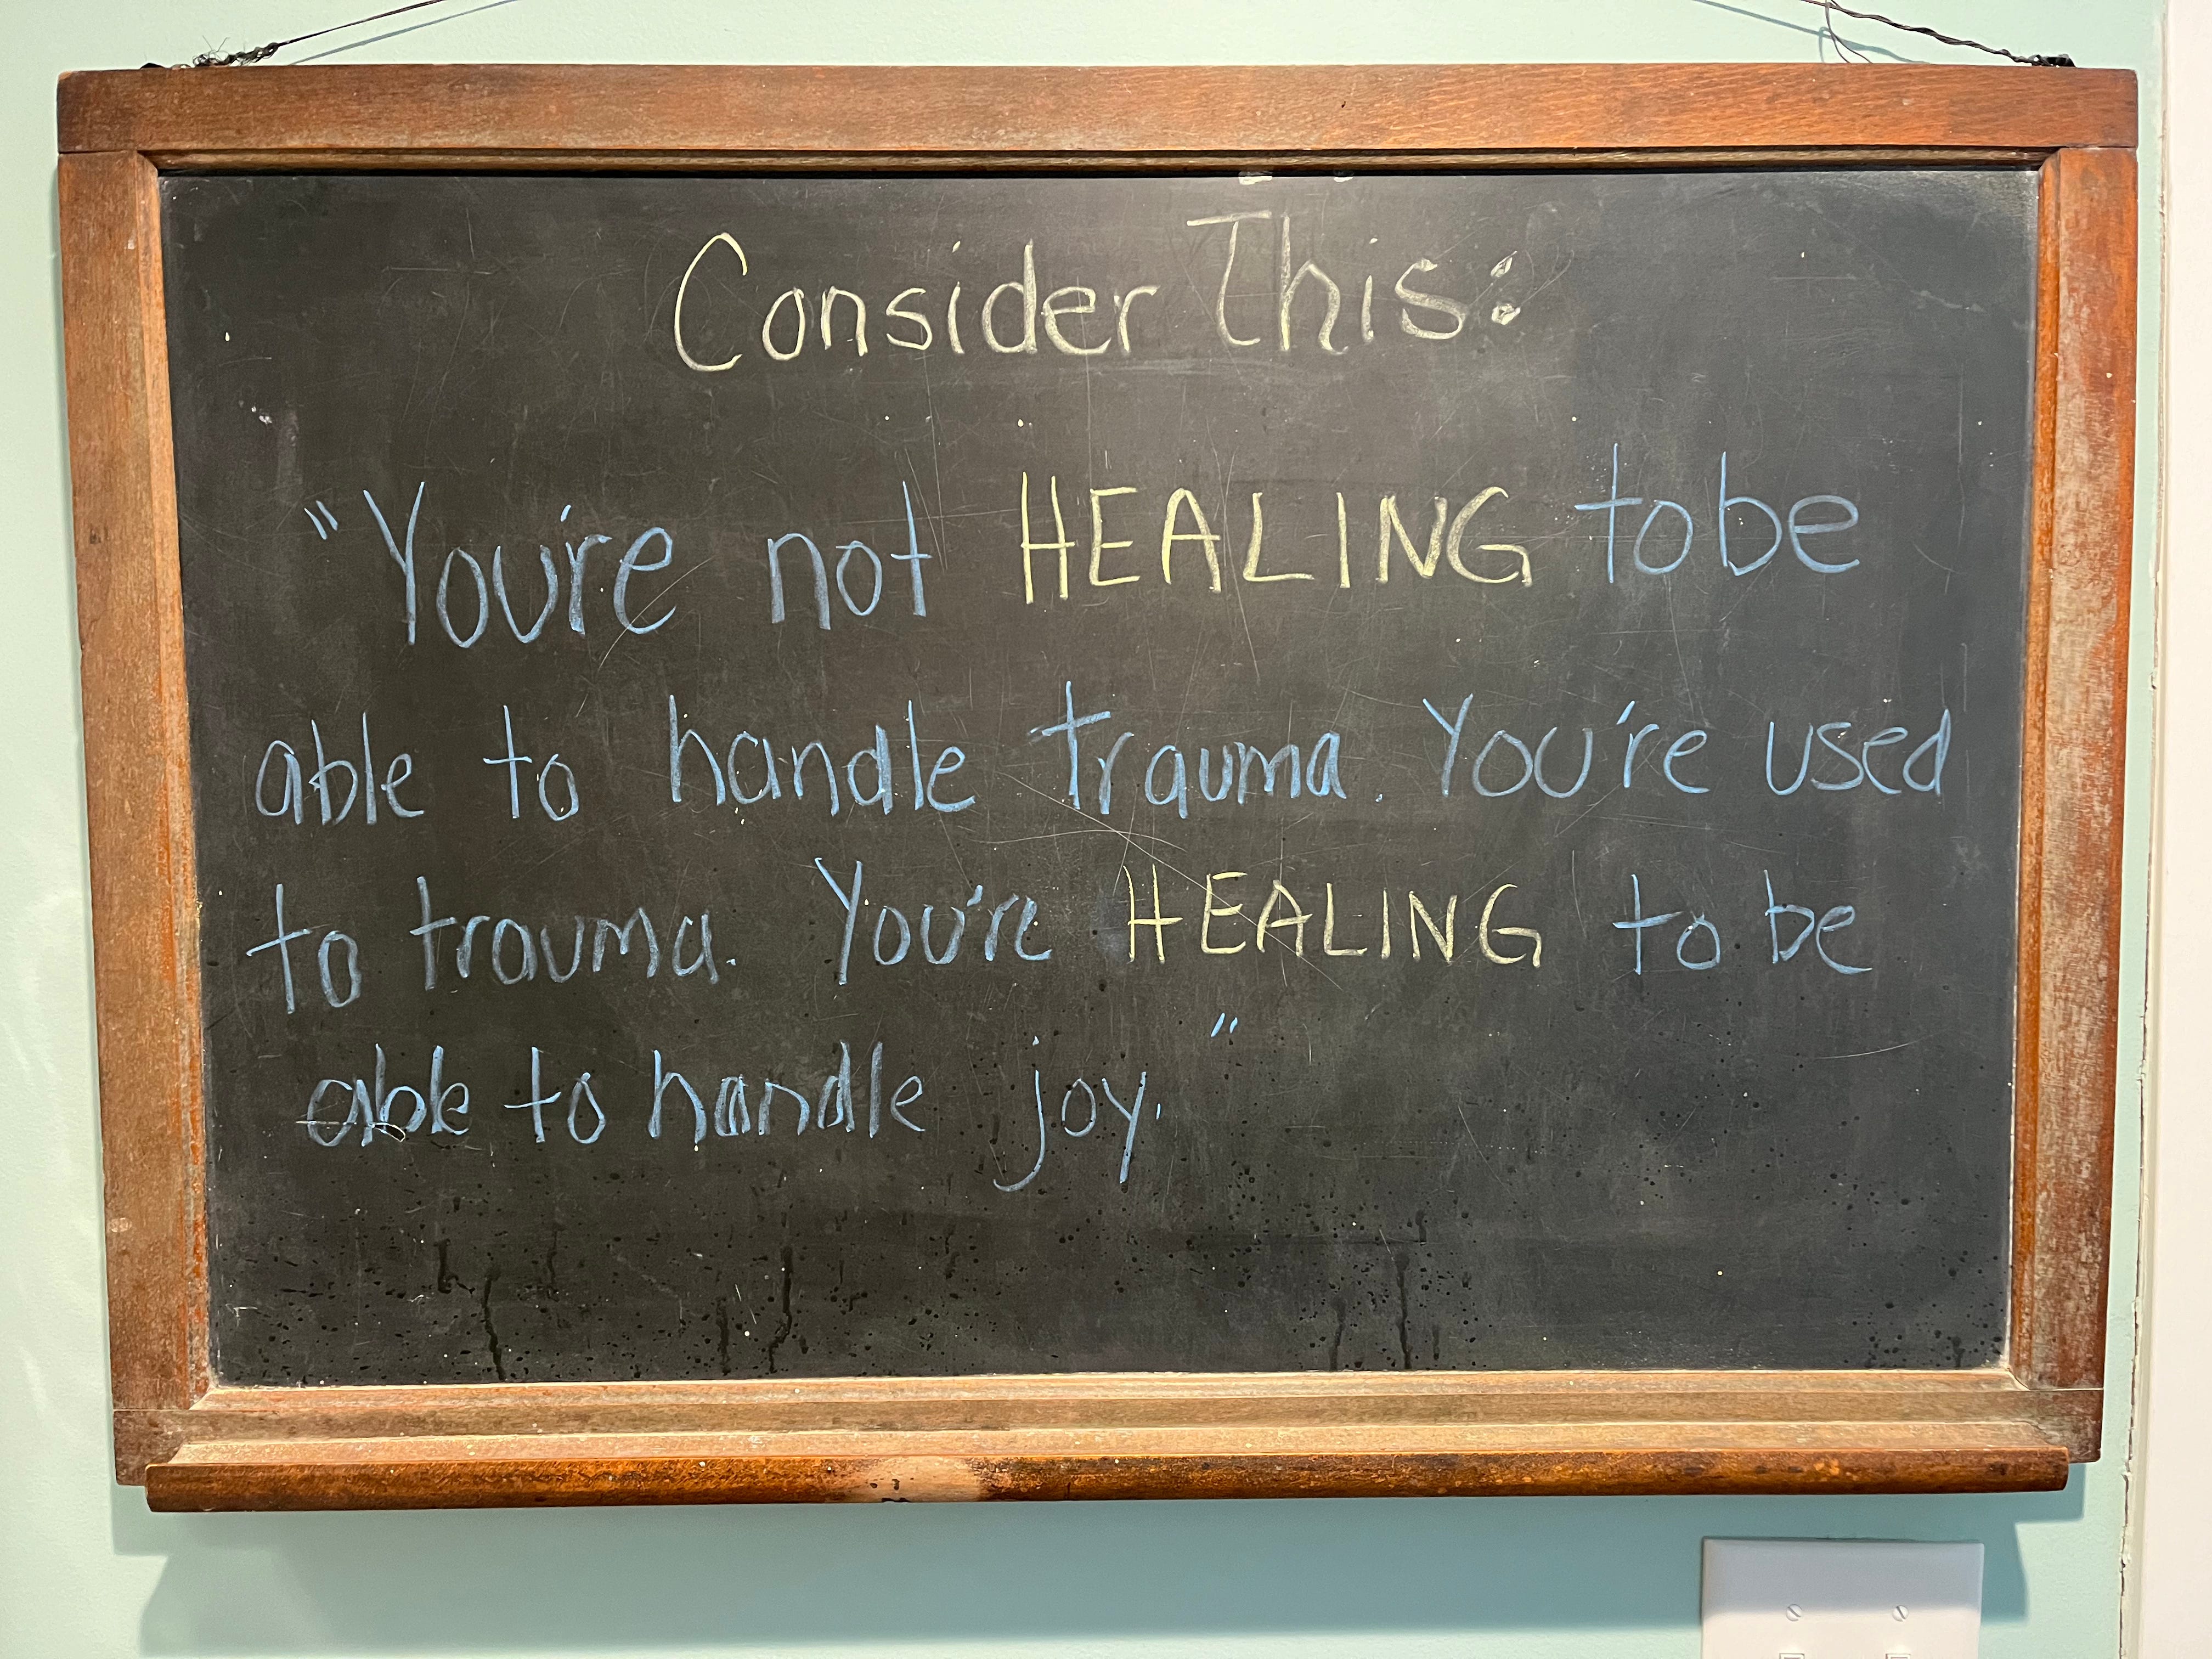 Consider This:
"You're not HEALING to be
able to handle trauma. You're used
to trauma. You're HEALING to be
able to handle joy."